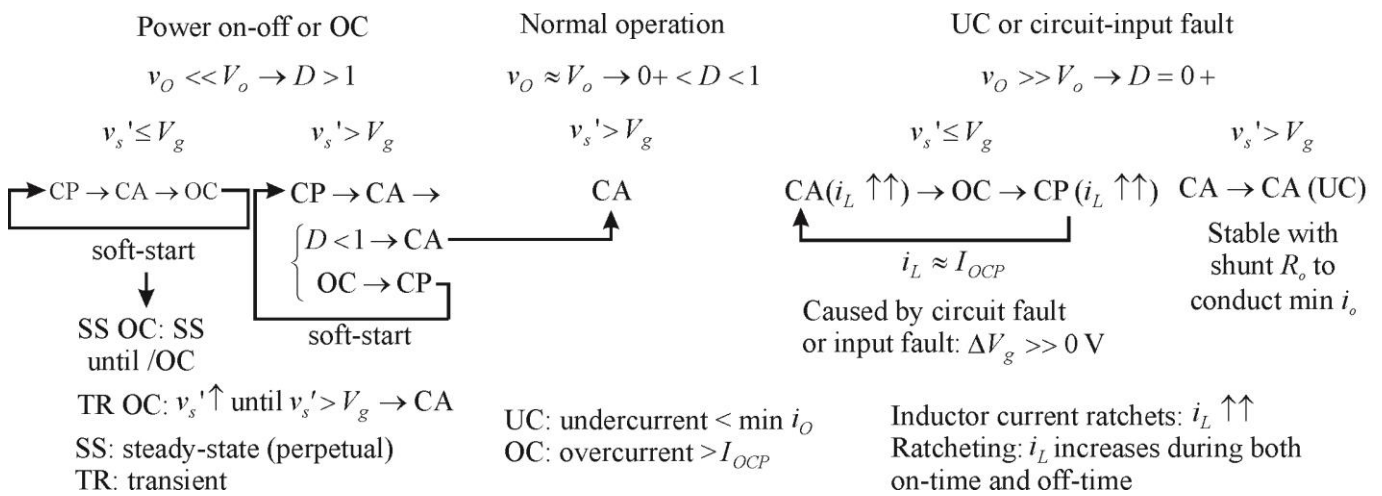 Power on-off or OC
Normal operation
UC or circuit-input fault
v_O << V_o → D > 1
v_O ≈ V_o → 0+ < D < 1
v_O >> V_o → D = 0 +
v_s' ≤ V_g
v_s' > V_g
v_s' > V_g
v_s' ≤ V_g
v_s' > V_g
CP → CA → OC
soft-start
SS OC: SS
until /OC
TR OC: v_s' ↑ until v_s' > V_g → CA
SS: steady-state (perpetual)
TR: transient
CP → CA →
D < 1 → CA
OC → CP
soft-start
CA
UC: undercurrent < min i_O
OC: overcurrent > I_OCP
CA(i_L ↑↑) → OC → CP (i_L ↑↑)
i_L ≈ I_OCP
Caused by circuit fault
or input fault: ΔV_g >> 0 V
CA → CA (UC)
Stable with
shunt R_o to
conduct min i_o
Inductor current ratchets: i_L ↑↑
Ratcheting: i_L increases during both
on-time and off-time